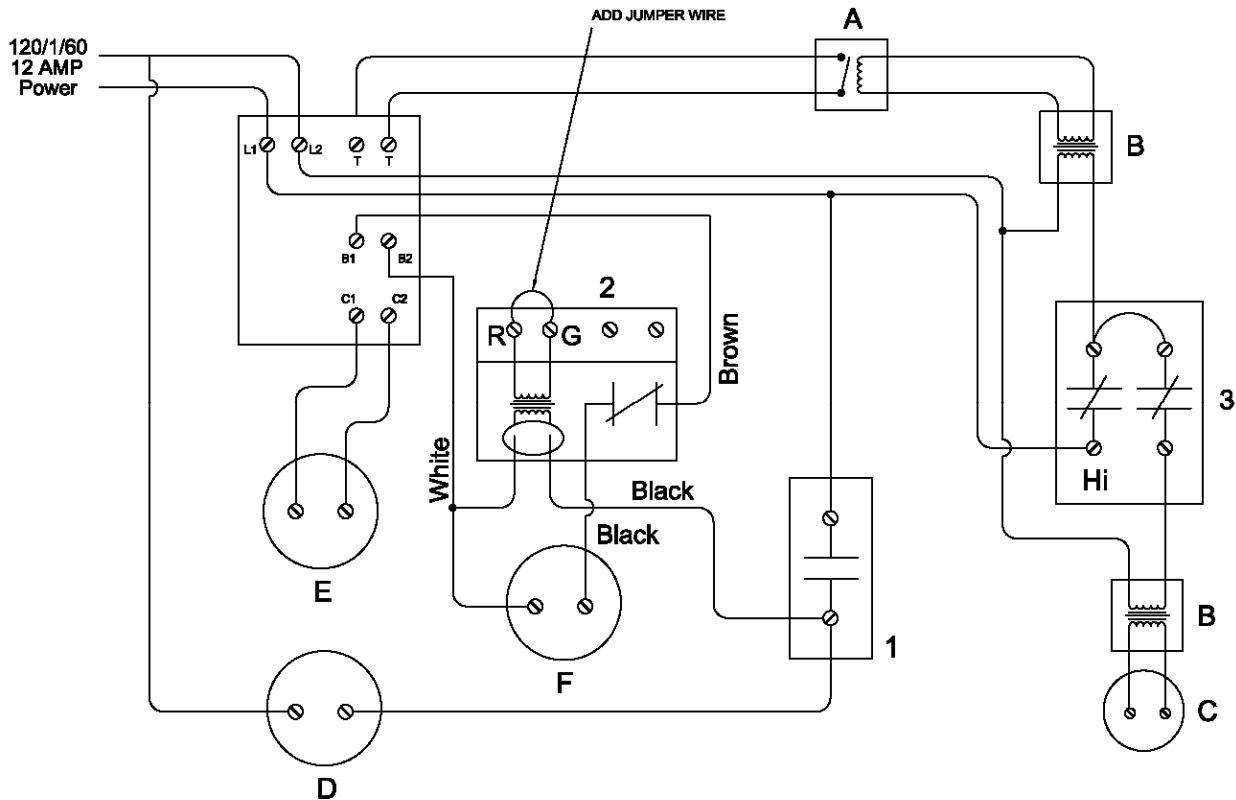 ADD JUMPER WIRE
A
120/1/60
12 AMP
Power
B
L1
L2
T
T
B1
B2
2
C1
C2
R
G
Brown
3
White
Hi
Black
Black
E
1
B
F
C
D